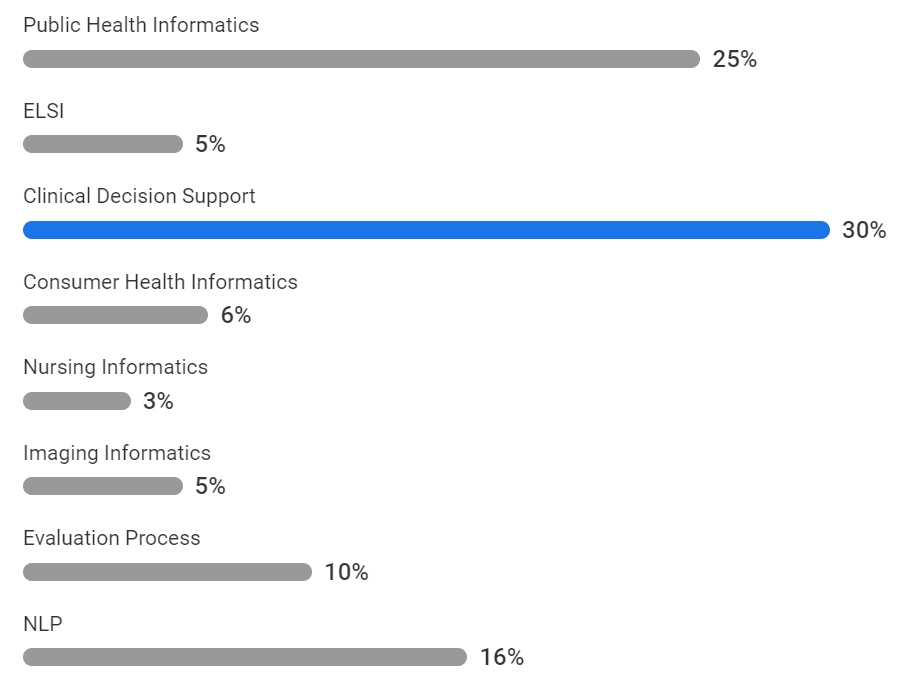 Public Health Informatics
25%
ELSI
5%
Clinical Decision Support
30%
Consumer Health Informatics
6%
Nursing Informatics
3%
Imaging Informatics
5%
Evaluation Process
10%
NLP
16%